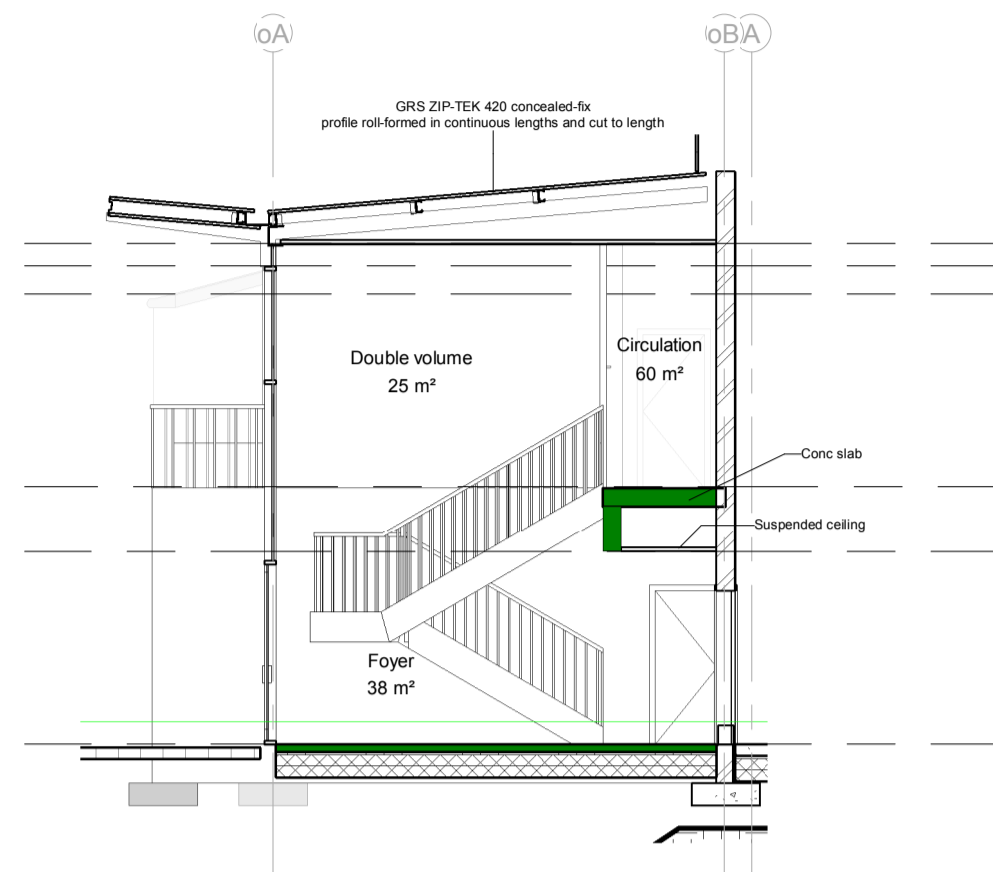 oA
oB
A
GRS ZIP-TEK 420 concealed-fix
profile roll-formed in continuous lengths and cut to length
Double volume
25 m²
Circulation
60 m²
Conc slab
Suspended ceiling
Foyer
38 m²